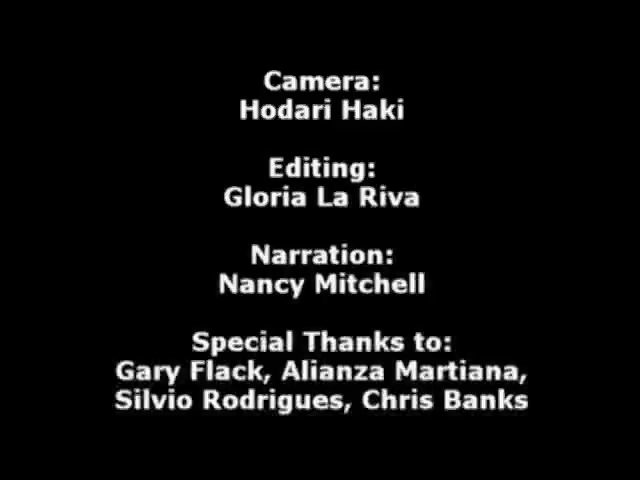 Camera:
Hodari Haki
Editing:
Gloria La Riva
Narration:
Nancy Mitchell
Special Thanks to:
Gary Flack, Alianza Martiana,
Silvio Rodrigues, Chris Banks